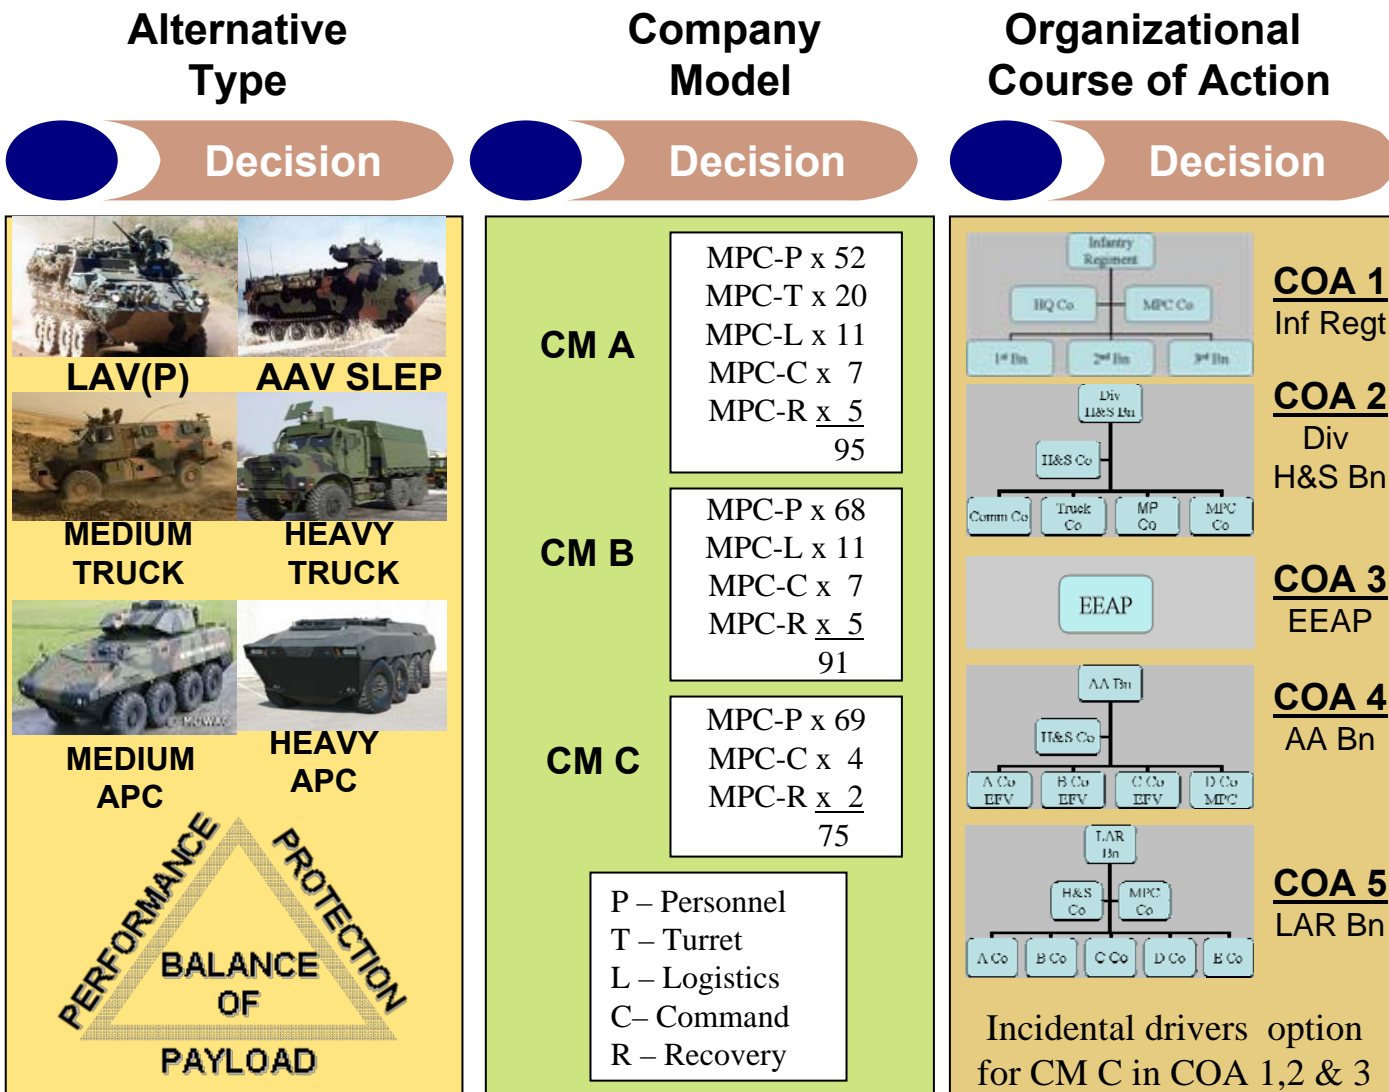 Alternative
Type
Company
Model
Organizational
Course of Action
Decision
Decision
Decision
LAV(P)
AAV SLEP
MEDIUM
TRUCK
HEAVY
TRUCK
MEDIUM
APC
HEAVY
APC
PERFORMANCE
PROTECTION
BALANCE
OF
PAYLOAD
CM A
MPC-P x 52
MPC-T x 20
MPC-L x 11
MPC-C x 7
MPC-R x 5
95
CM B
MPC-P x 68
MPC-L x 11
MPC-C x 7
MPC-R x 5
91
CM C
MPC-P x 69
MPC-C x 4
MPC-R x 2
75
P – Personnel
T – Turret
L – Logistics
C– Command
R – Recovery
Infantry
Regiment
HQ Co
MPC Co
1st Bn
2nd Bn
3rd Bn
COA 1
Inf Regt
Div
H&S Bn
H&S Co
Comm Co
Truck
Co
MP
Co
MPC
Co
COA 2
Div
H&S Bn
EEAP
COA 3
EEAP
AA Bn
H&S Co
A Co
EFV
B Co
EFV
C Co
EFV
D Co
MPC
COA 4
AA Bn
LAR
Bn
H&S
Co
MPC
Co
A Co
B Co
C Co
D Co
E Co
COA 5
LAR Bn
Incidental drivers option
for CM C in COA 1,2 & 3